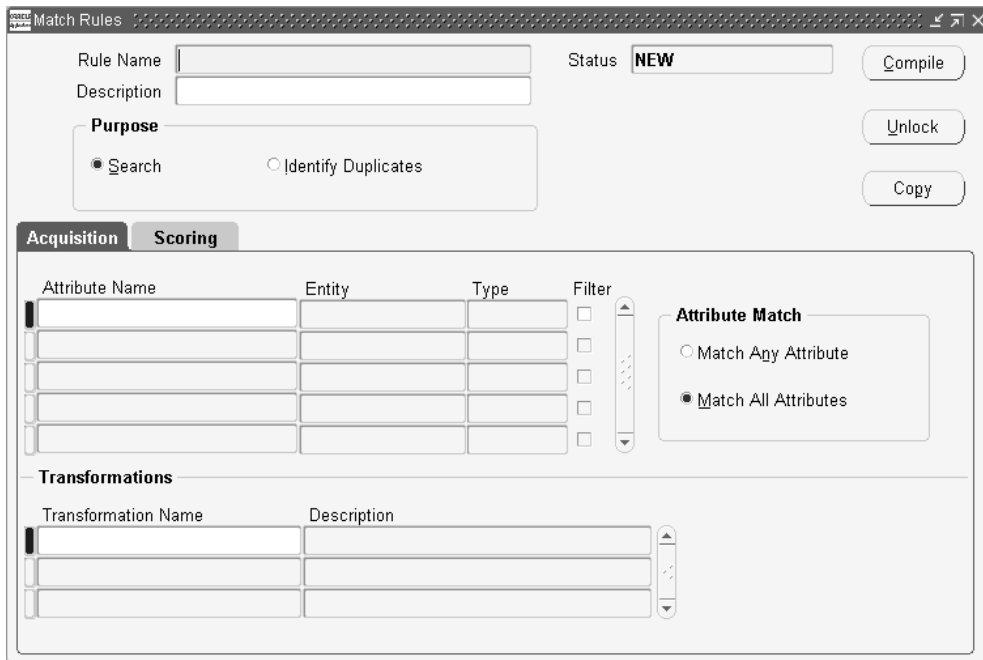 Match Rules
Rule Name
Status NEW
Compile
Description
Purpose
Unlock
Search
Identify Duplicates
Copy
Acquisition
Scoring
Attribute Name
Entity
Type
Filter
Attribute Match
Match Any Attribute
Match All Attributes
Transformations
Transformation Name
Description